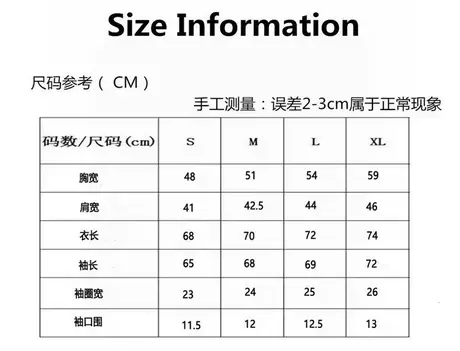 Size Information
尺码参考（ CM ）
手工测量：误差2-3cm属于正常现象
码数/尺码(cm) S M L XL
胸宽 48 51 54 59
肩宽 41 42.5 44 46
衣长 68 70 72 74
袖长 65 68 69 72
袖圈宽 23 24 25 26
袖口围 11.5 12 12.5 13